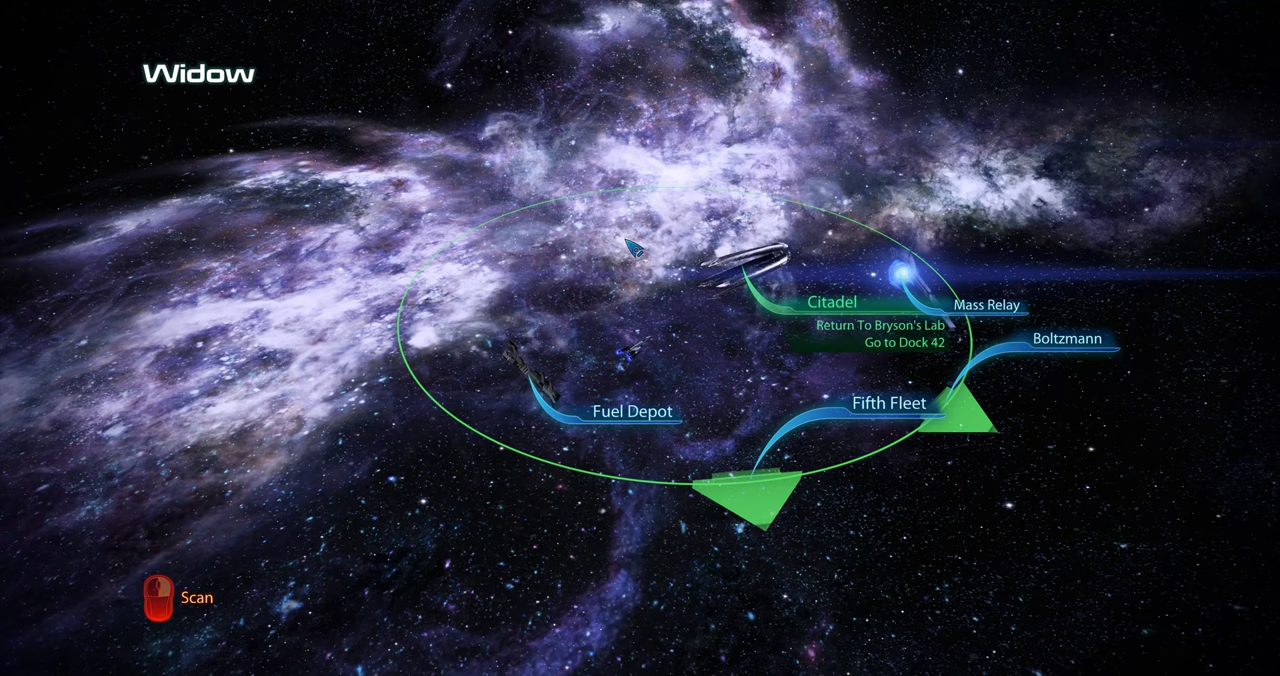 Widow
Citadel
Return To Bryson's Lab
Go to Dock 42
Mass Relay
Boltzmann
Fifth Fleet
Fuel Depot
Scan